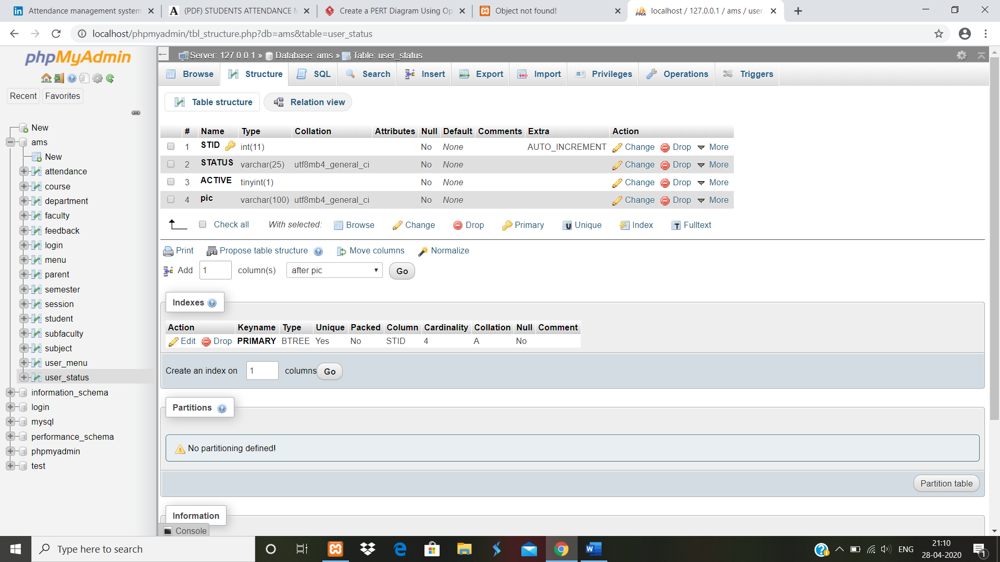 Attendance management system
(PDF) STUDENTS ATTENDANCE M
Create a PERT Diagram Using Op
Object not found!
localhost / 127.0.0.1 / ams / user_
localhost/phpmyadmin/tbl_structure.php?db=ams&table=user_status
phpMyAdmin
Recent Favorites
New
ams
New
attendance
course
department
faculty
feedback
login
menu
parent
semester
session
student
subfaculty
subject
user_menu
user_status
information_schema
login
mysql
performance_schema
phpmyadmin
test
Server: 127.0.0.1 » Database: ams » Table: user_status
Browse Structure SQL Search Insert Export Import Privileges Operations Triggers
Table structure Relation view
# Name Type Collation Attributes Null Default Comments Extra Action
1 STID int(11) No None AUTO_INCREMENT Change Drop More
2 STATUS varchar(25) utf8mb4_general_ci No None Change Drop More
3 ACTIVE tinyint(1) No None Change Drop More
4 pic varchar(100) utf8mb4_general_ci No None Change Drop More
Check all With selected: Browse Change Drop Primary Unique Index Fulltext
Print Propose table structure Move columns Normalize
Add 1 column(s) after pic Go
Indexes
Action Keyname Type Unique Packed Column Cardinality Collation Null Comment
Edit Drop PRIMARY BTREE Yes No STID 4 A No
Create an index on 1 columns Go
Partitions
No partitioning defined!
Partition table
Information
Console
Type here to search
ENG
21:10
28-04-2020
1